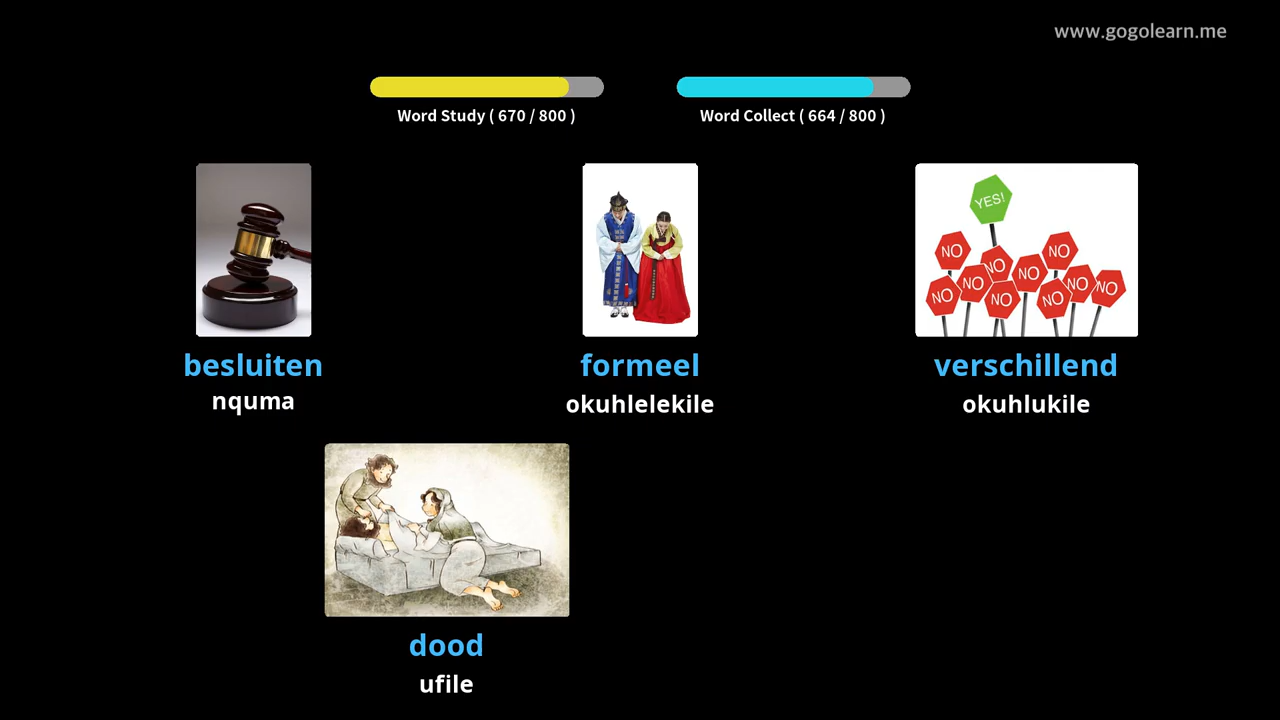 www.gogolearn.me
Word Study ( 670 / 800 )
Word Collect ( 664 / 800 )
YES!
NO
NO
NO
NO
NO
NO
NO
NO
NO
NO
besluiten
nquma
formeel
okuhlelekile
verschillend
okuhlukile
dood
ufile